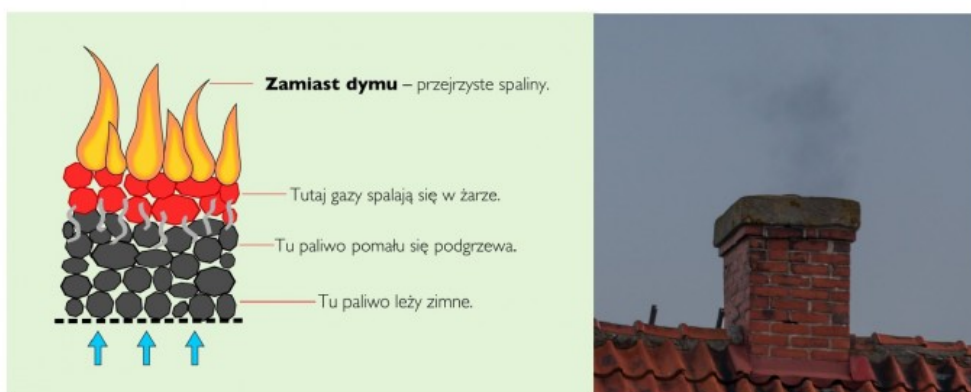 Zamiast dymu – przejrzyste spaliny.
Tutaj gazy spalają się w żarze.
Tu paliwo pomału się podgrzewa.
Tu paliwo leży zimne.